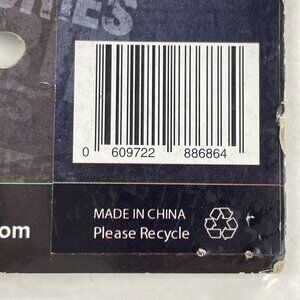 0 609722 886864
MADE IN CHINA
Please Recycle
om